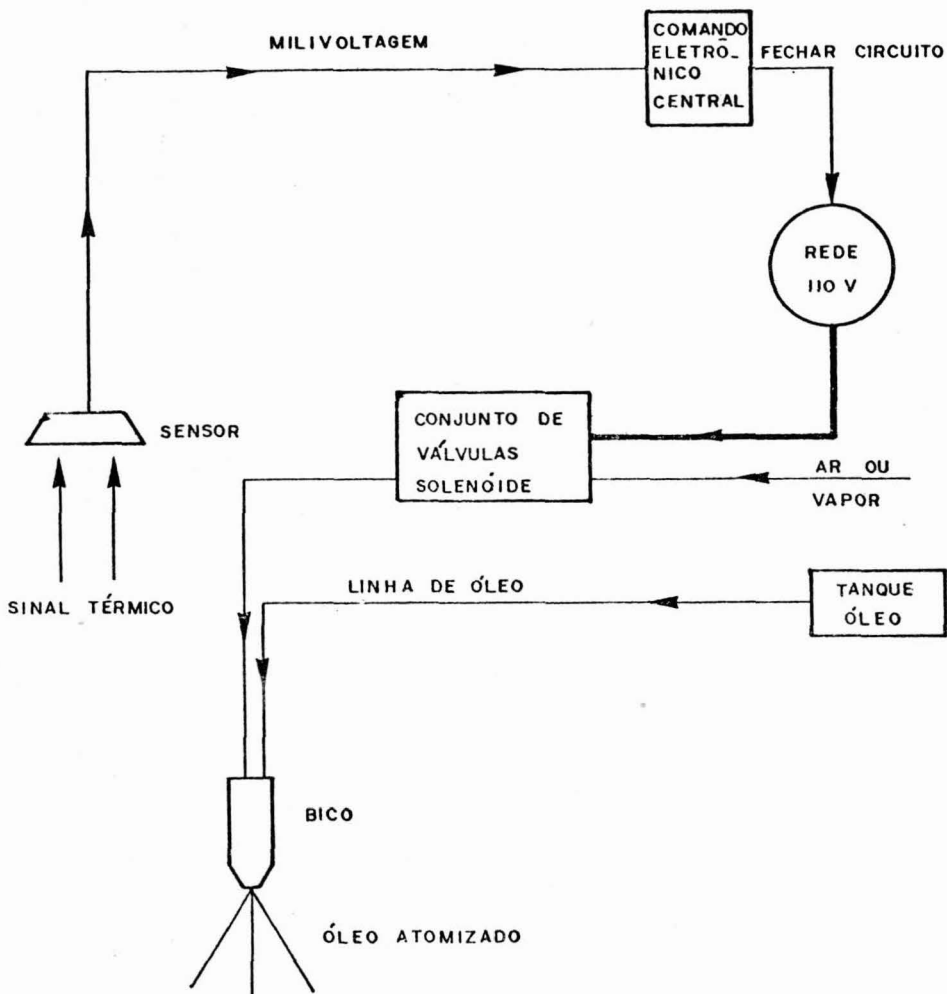 MILIVOLTAGEM
COMANDO
ELETRÔ_
NICO
CENTRAL
FECHAR CIRCUITO
REDE
110 V
SENSOR
CONJUNTO DE
VÁLVULAS
SOLENÓIDE
AR OU
VAPOR
SINAL TÉRMICO
LINHA DE ÓLEO
TANQUE
ÓLEO
BICO
ÓLEO ATOMIZADO